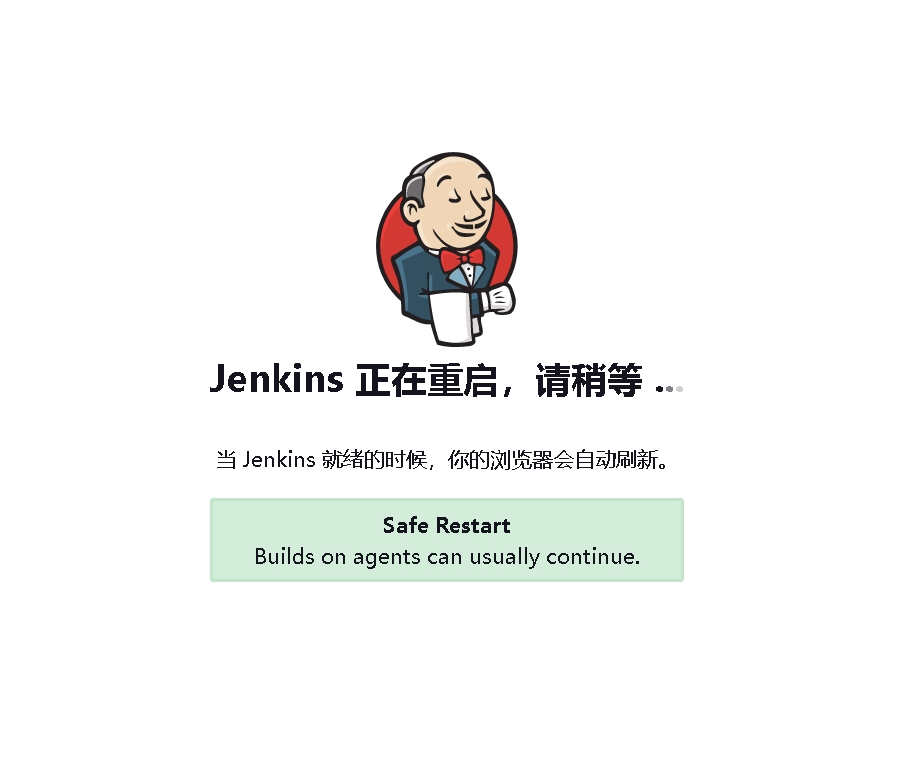 Jenkins 正在重启，请稍等 ...
当 Jenkins 就绪的时候，你的浏览器会自动刷新。
Safe Restart
Builds on agents can usually continue.